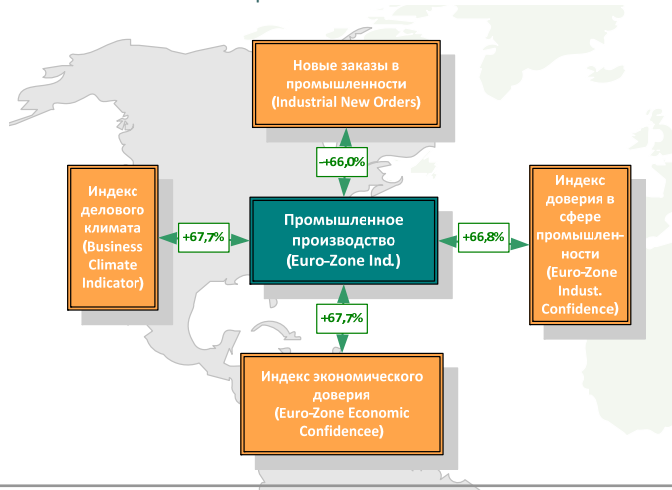 Новые заказы в
промышленности
(Industrial New Orders)
+66,0%
Индекс
делового
климата
(Business
Climate
Indicator)
+67,7%
Промышленное
производство
(Euro-Zone Ind.)
+66,8%
Индекс
доверия в
сфере
промышлен-
ности
(Euro-Zone
Indust.
Confidence)
+67,7%
Индекс экономического
доверия
(Euro-Zone Economic
Confidencee)